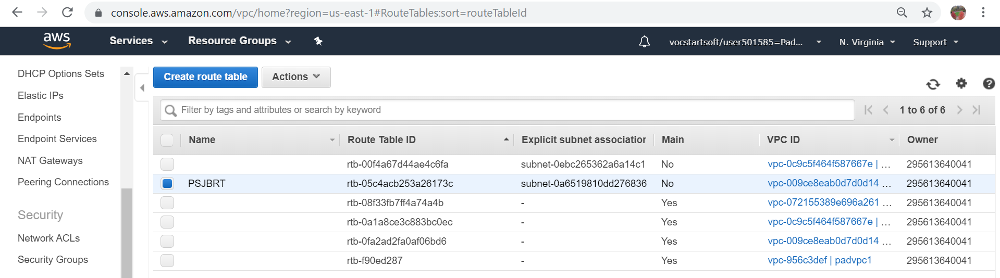 console.aws.amazon.com/vpc/home?region=us-east-1#RouteTables:sort=routeTableId
aws Services Resource Groups vocstartsoft/user501585=Pad... N. Virginia Support
DHCP Options Sets
Elastic IPs
Endpoints
Endpoint Services
NAT Gateways
Peering Connections
Security
Network ACLs
Security Groups
Create route table Actions
Filter by tags and attributes or search by keyword 1 to 6 of 6
Name Route Table ID Explicit subnet association Main VPC ID Owner
rtb-00f4a67d44ae4c6fa subnet-0ebc265362a6a14c1 No vpc-0c9c5f464f587667e | ... 295613640041
PSJBRT rtb-05c4acb253a26173c subnet-0a6519810dd276836 No vpc-009ce8eab0d7d0d14 ... 295613640041
rtb-08f33fb7ff4a74a4b - Yes vpc-072155389e696a261 ... 295613640041
rtb-0a1a8ce3c883bc0ec - Yes vpc-0c9c5f464f587667e | ... 295613640041
rtb-0fa2ad2fa0af06bd6 - Yes vpc-009ce8eab0d7d0d14 ... 295613640041
rtb-f90ed287 - Yes vpc-956c3def | padvpc1 295613640041